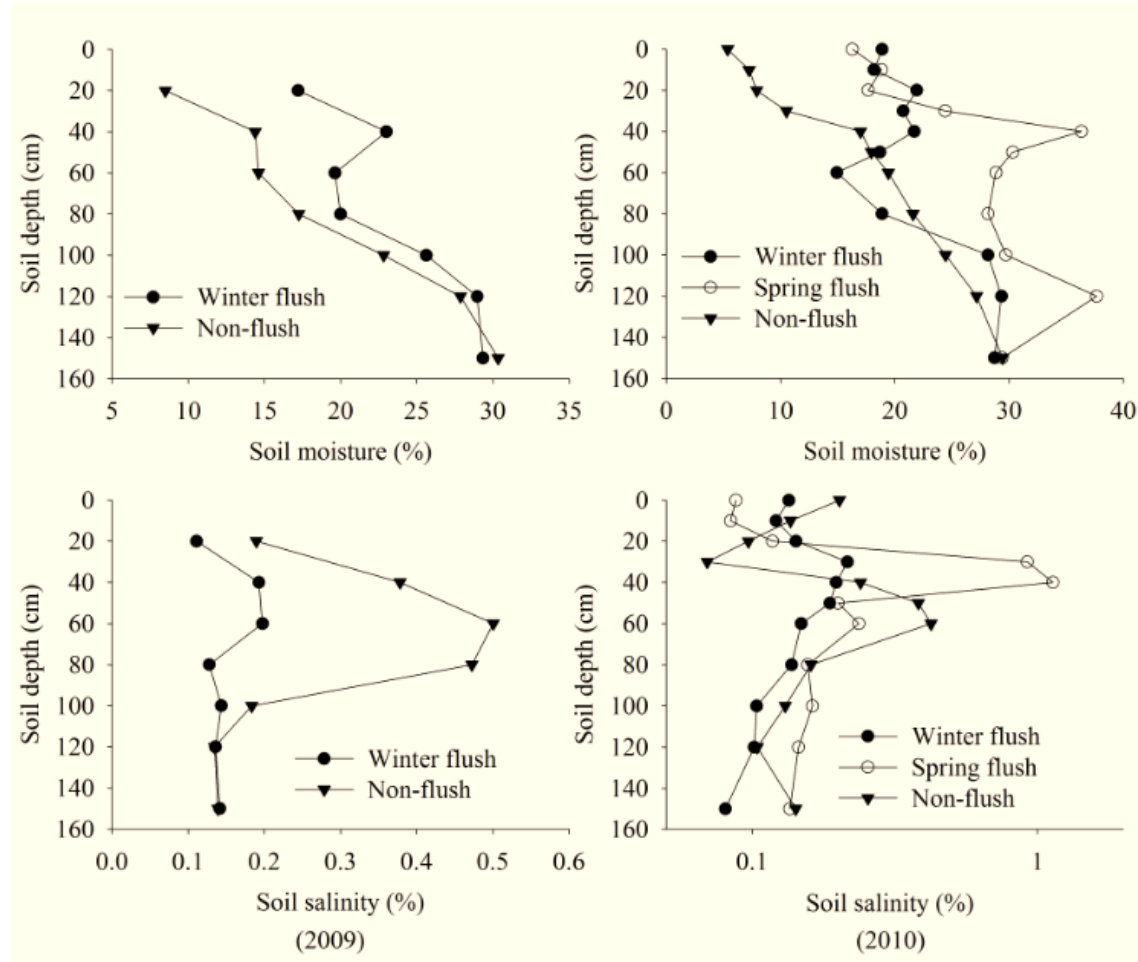 0
20
40
60
80
100
120
140
160
Soil depth (cm)
Winter flush
Non-flush
5 10 15 20 25 30 35
Soil moisture (%)
0
20
40
60
80
100
120
140
160
Soil depth (cm)
Winter flush
Spring flush
Non-flush
0 10 20 30 40
Soil moisture (%)
0
20
40
60
80
100
120
140
160
Soil depth (cm)
Winter flush
Non-flush
0.0 0.1 0.2 0.3 0.4 0.5 0.6
Soil salinity (%)
(2009)
0
20
40
60
80
100
120
140
160
Soil depth (cm)
Winter flush
Spring flush
Non-flush
0.1 1
Soil salinity (%)
(2010)